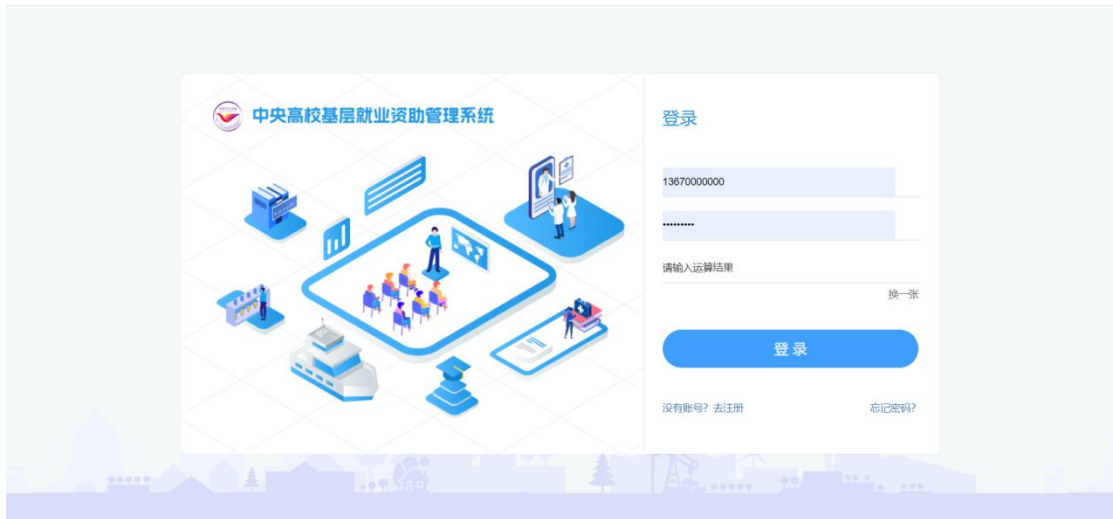 中央高校基层就业资助管理系统
登录
13670000000
•••••••••
请输入运算结果
换一张
登录
没有账号？去注册
忘记密码？